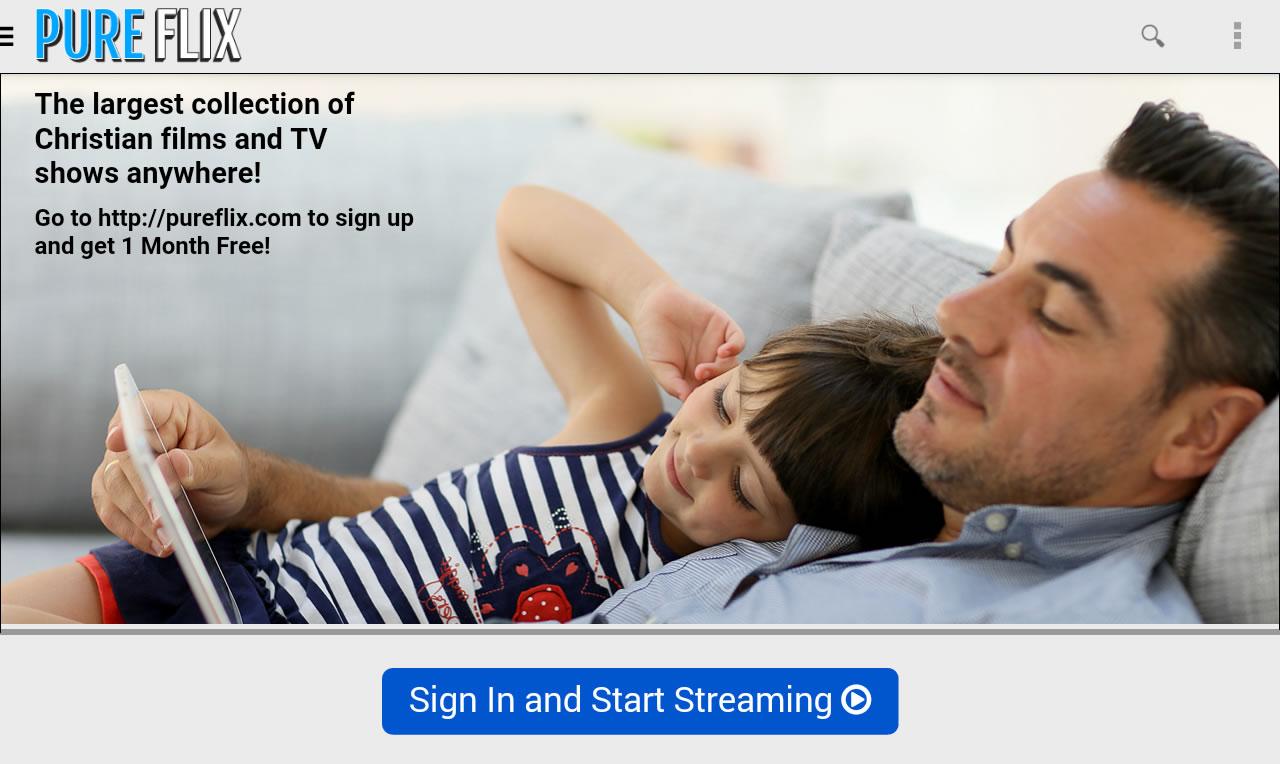 PURE FLIX
The largest collection of
Christian films and TV
shows anywhere!
Go to http://pureflix.com to sign up
and get 1 Month Free!
Sign In and Start Streaming